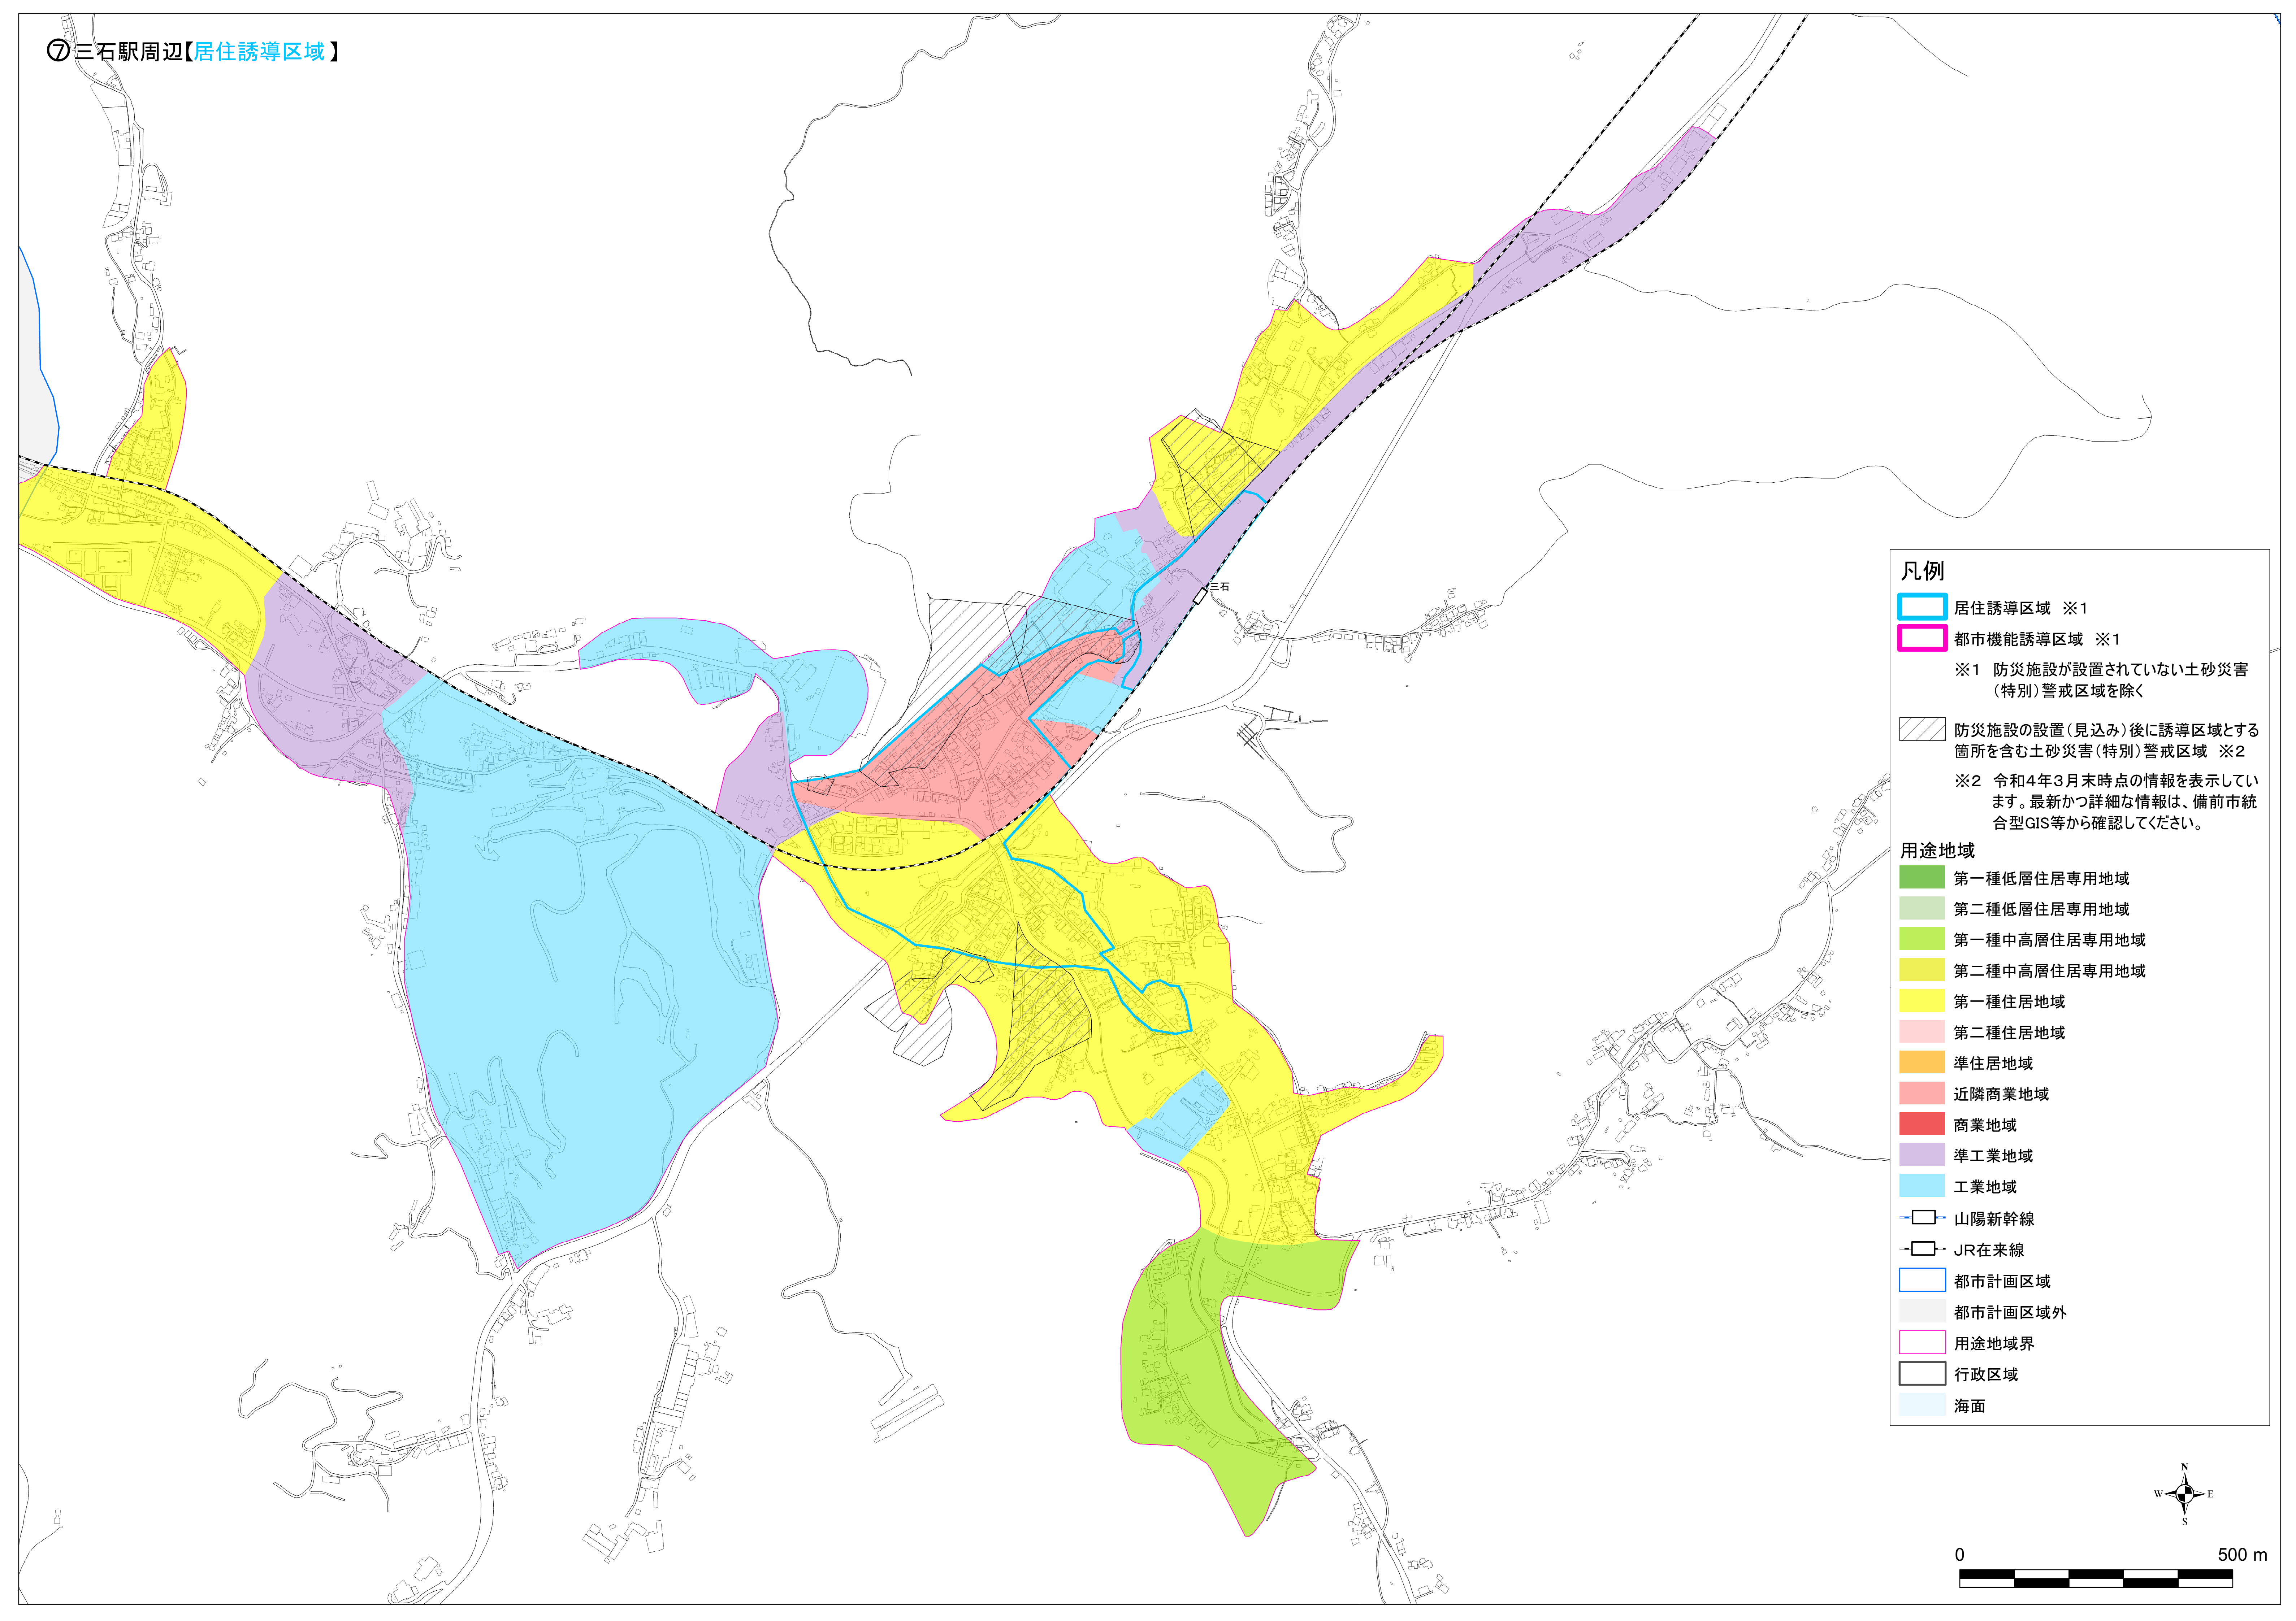 ⑦三石駅周辺【居住誘導区域】
三石
凡例
居住誘導区域 ※1
都市機能誘導区域 ※1
※1 防災施設が設置されていない土砂災害
(特別)警戒区域を除く
防災施設の設置(見込み)後に誘導区域とする
箇所を含む土砂災害(特別)警戒区域 ※2
※2 令和4年3月末時点の情報を表示してい
ます。最新かつ詳細な情報は、備前市統
合型GIS等から確認してください。
用途地域
第一種低層住居専用地域
第二種低層住居専用地域
第一種中高層住居専用地域
第二種中高層住居専用地域
第一種住居地域
第二種住居地域
準住居地域
近隣商業地域
商業地域
準工業地域
工業地域
山陽新幹線
JR在来線
都市計画区域
都市計画区域外
用途地域界
行政区域
海面
N
W E
S
0 500 m